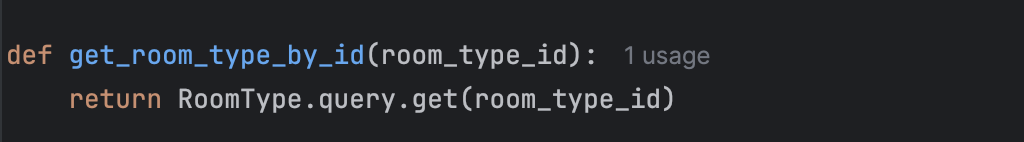 def get_room_type_by_id(room_type_id): 1 usage
    return RoomType.query.get(room_type_id)